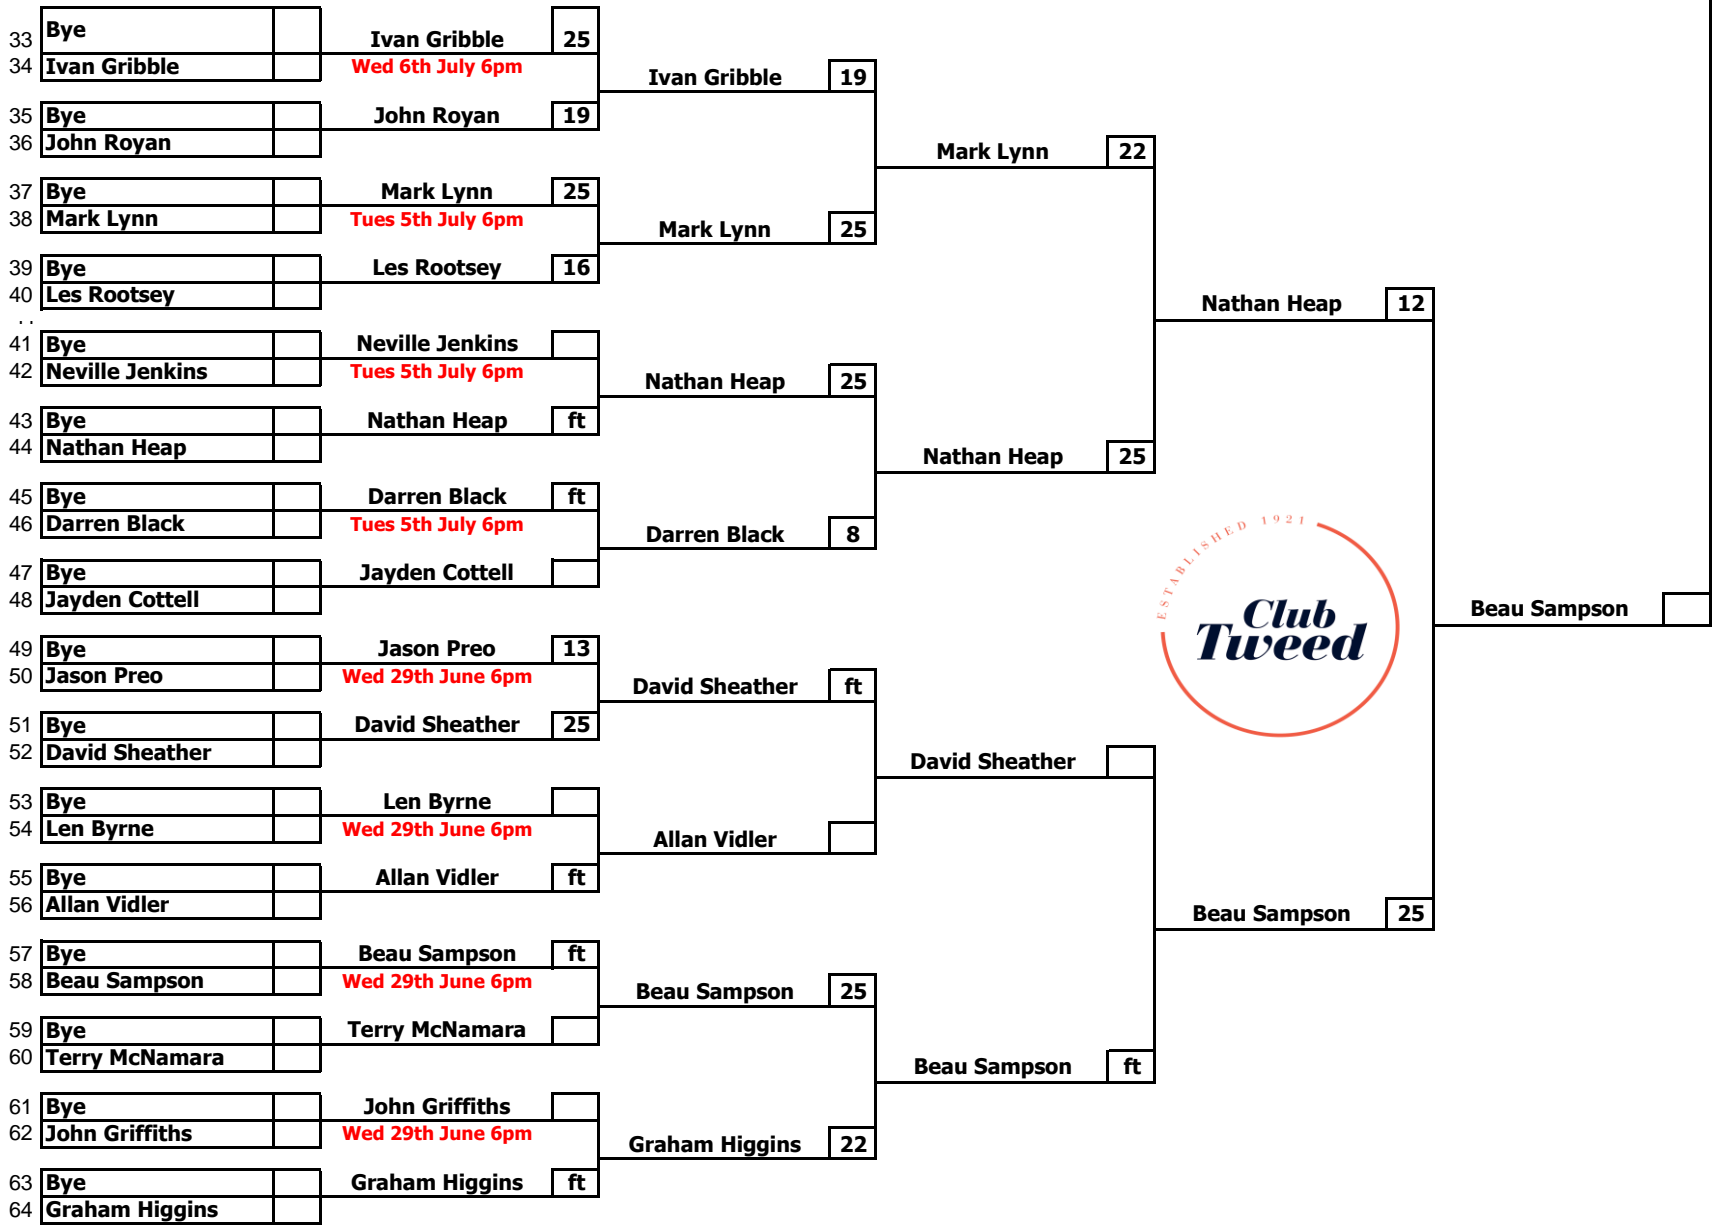 33 Bye Ivan Gribble 25
34 Ivan Gribble Wed 6th July 6pm
Ivan Gribble 19
35 Bye John Royan 19
36 John Royan
Mark Lynn 22
37 Bye Mark Lynn 25
38 Mark Lynn Tues 5th July 6pm
Mark Lynn 25
39 Bye Les Rootsey 16
40 Les Rootsey
Nathan Heap 12
41 Bye Neville Jenkins
42 Neville Jenkins Tues 5th July 6pm
Nathan Heap 25
43 Bye Nathan Heap ft
44 Nathan Heap
Nathan Heap 25
45 Bye Darren Black ft
46 Darren Black Tues 5th July 6pm
Darren Black 8
47 Bye Jayden Cottell
48 Jayden Cottell
ESTABLISHED 1921
Club
Tweed
Beau Sampson
49 Bye Jason Preo 13
50 Jason Preo Wed 29th June 6pm
David Sheather ft
51 Bye David Sheather 25
52 David Sheather
David Sheather
53 Bye Len Byrne
54 Len Byrne Wed 29th June 6pm
Allan Vidler
55 Bye Allan Vidler ft
56 Allan Vidler
Beau Sampson 25
57 Bye Beau Sampson ft
58 Beau Sampson Wed 29th June 6pm
Beau Sampson 25
59 Bye Terry McNamara
60 Terry McNamara
Beau Sampson ft
61 Bye John Griffiths
62 John Griffiths Wed 29th June 6pm
Graham Higgins 22
63 Bye Graham Higgins ft
64 Graham Higgins